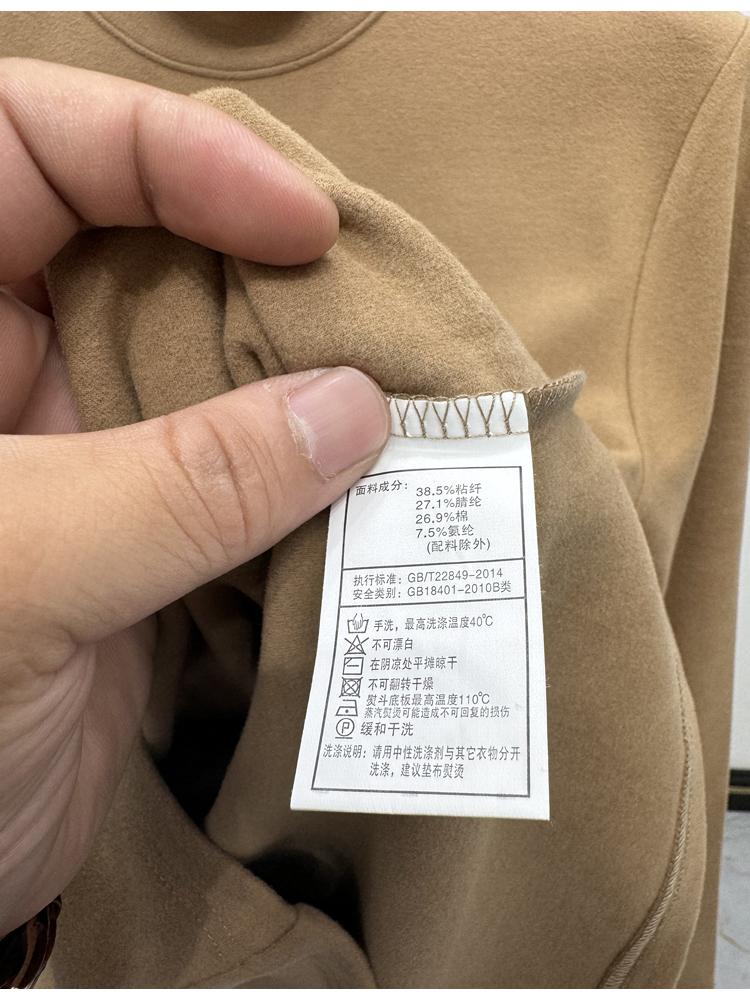 面料成分：38.5%粘纤
27.1%腈纶
26.9%棉
7.5%氨纶
(配料除外)
执行标准：GB/T22849-2014
安全类别：GB18401-2010B类
手洗，最高洗涤温度40℃
不可漂白
在阴凉处平摊晾干
不可翻转干燥
熨斗底板最高温度110℃
蒸汽熨烫可能造成不可回复的损伤
P 缓和干洗
洗涤说明：请用中性洗涤剂与其它衣物分开
洗涤，建议垫布熨烫